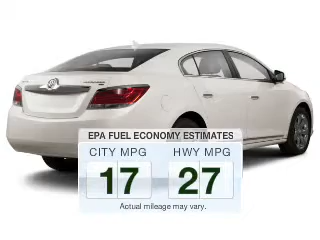 EPA FUEL ECONOMY ESTIMATES
CITY MPG HWY MPG
17 27
Actual mileage may vary.